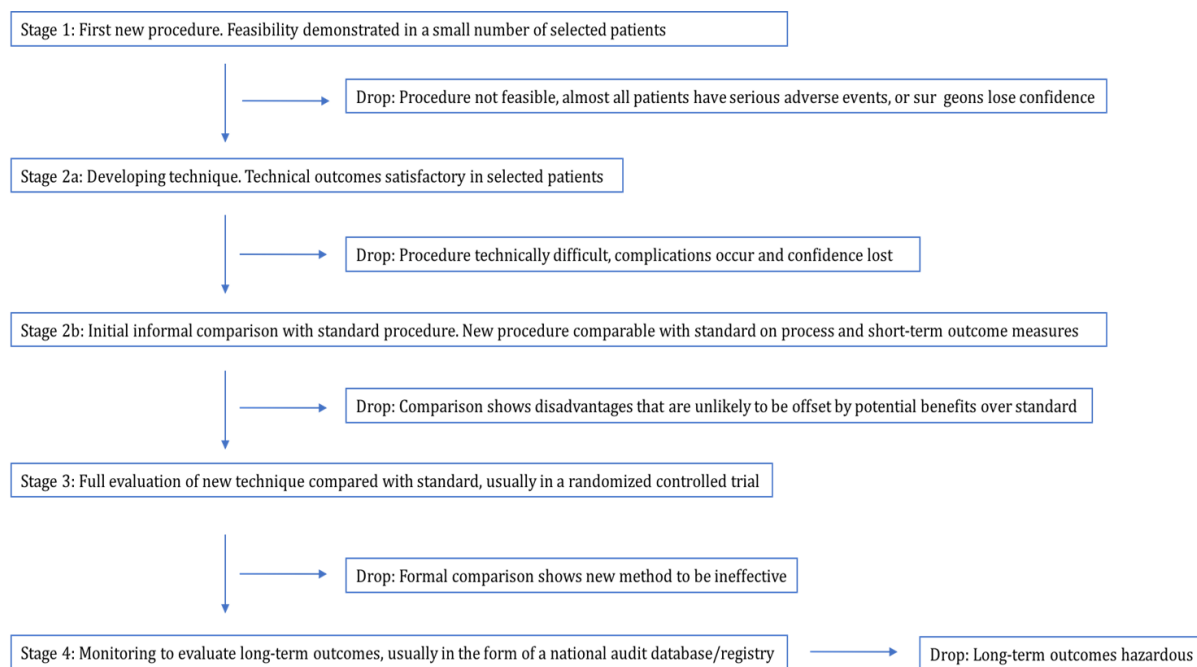 Stage 1: First new procedure. Feasibility demonstrated in a small number of selected patients
Drop: Procedure not feasible, almost all patients have serious adverse events, or sur geons lose confidence
Stage 2a: Developing technique. Technical outcomes satisfactory in selected patients
Drop: Procedure technically difficult, complications occur and confidence lost
Stage 2b: Initial informal comparison with standard procedure. New procedure comparable with standard on process and short-term outcome measures
Drop: Comparison shows disadvantages that are unlikely to be offset by potential benefits over standard
Stage 3: Full evaluation of new technique compared with standard, usually in a randomized controlled trial
Drop: Formal comparison shows new method to be ineffective
Stage 4: Monitoring to evaluate long-term outcomes, usually in the form of a national audit database/registry
Drop: Long-term outcomes hazardous